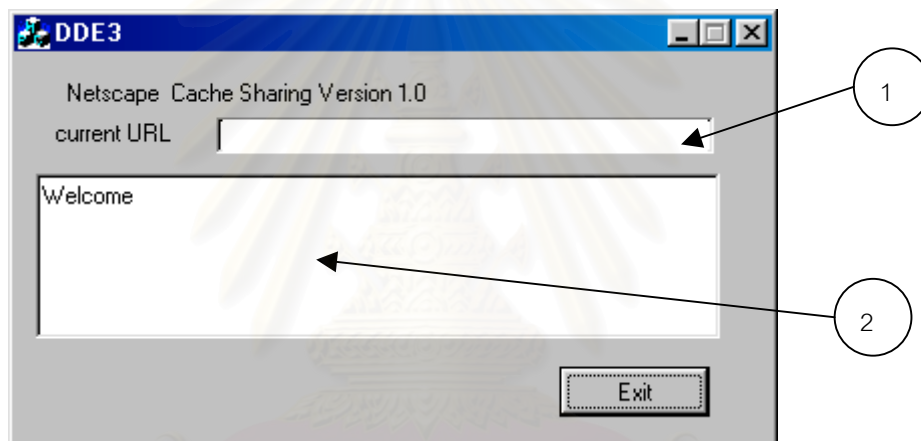 DDE3
Netscape Cache Sharing Version 1.0
1
current URL
Welcome
2
Exit